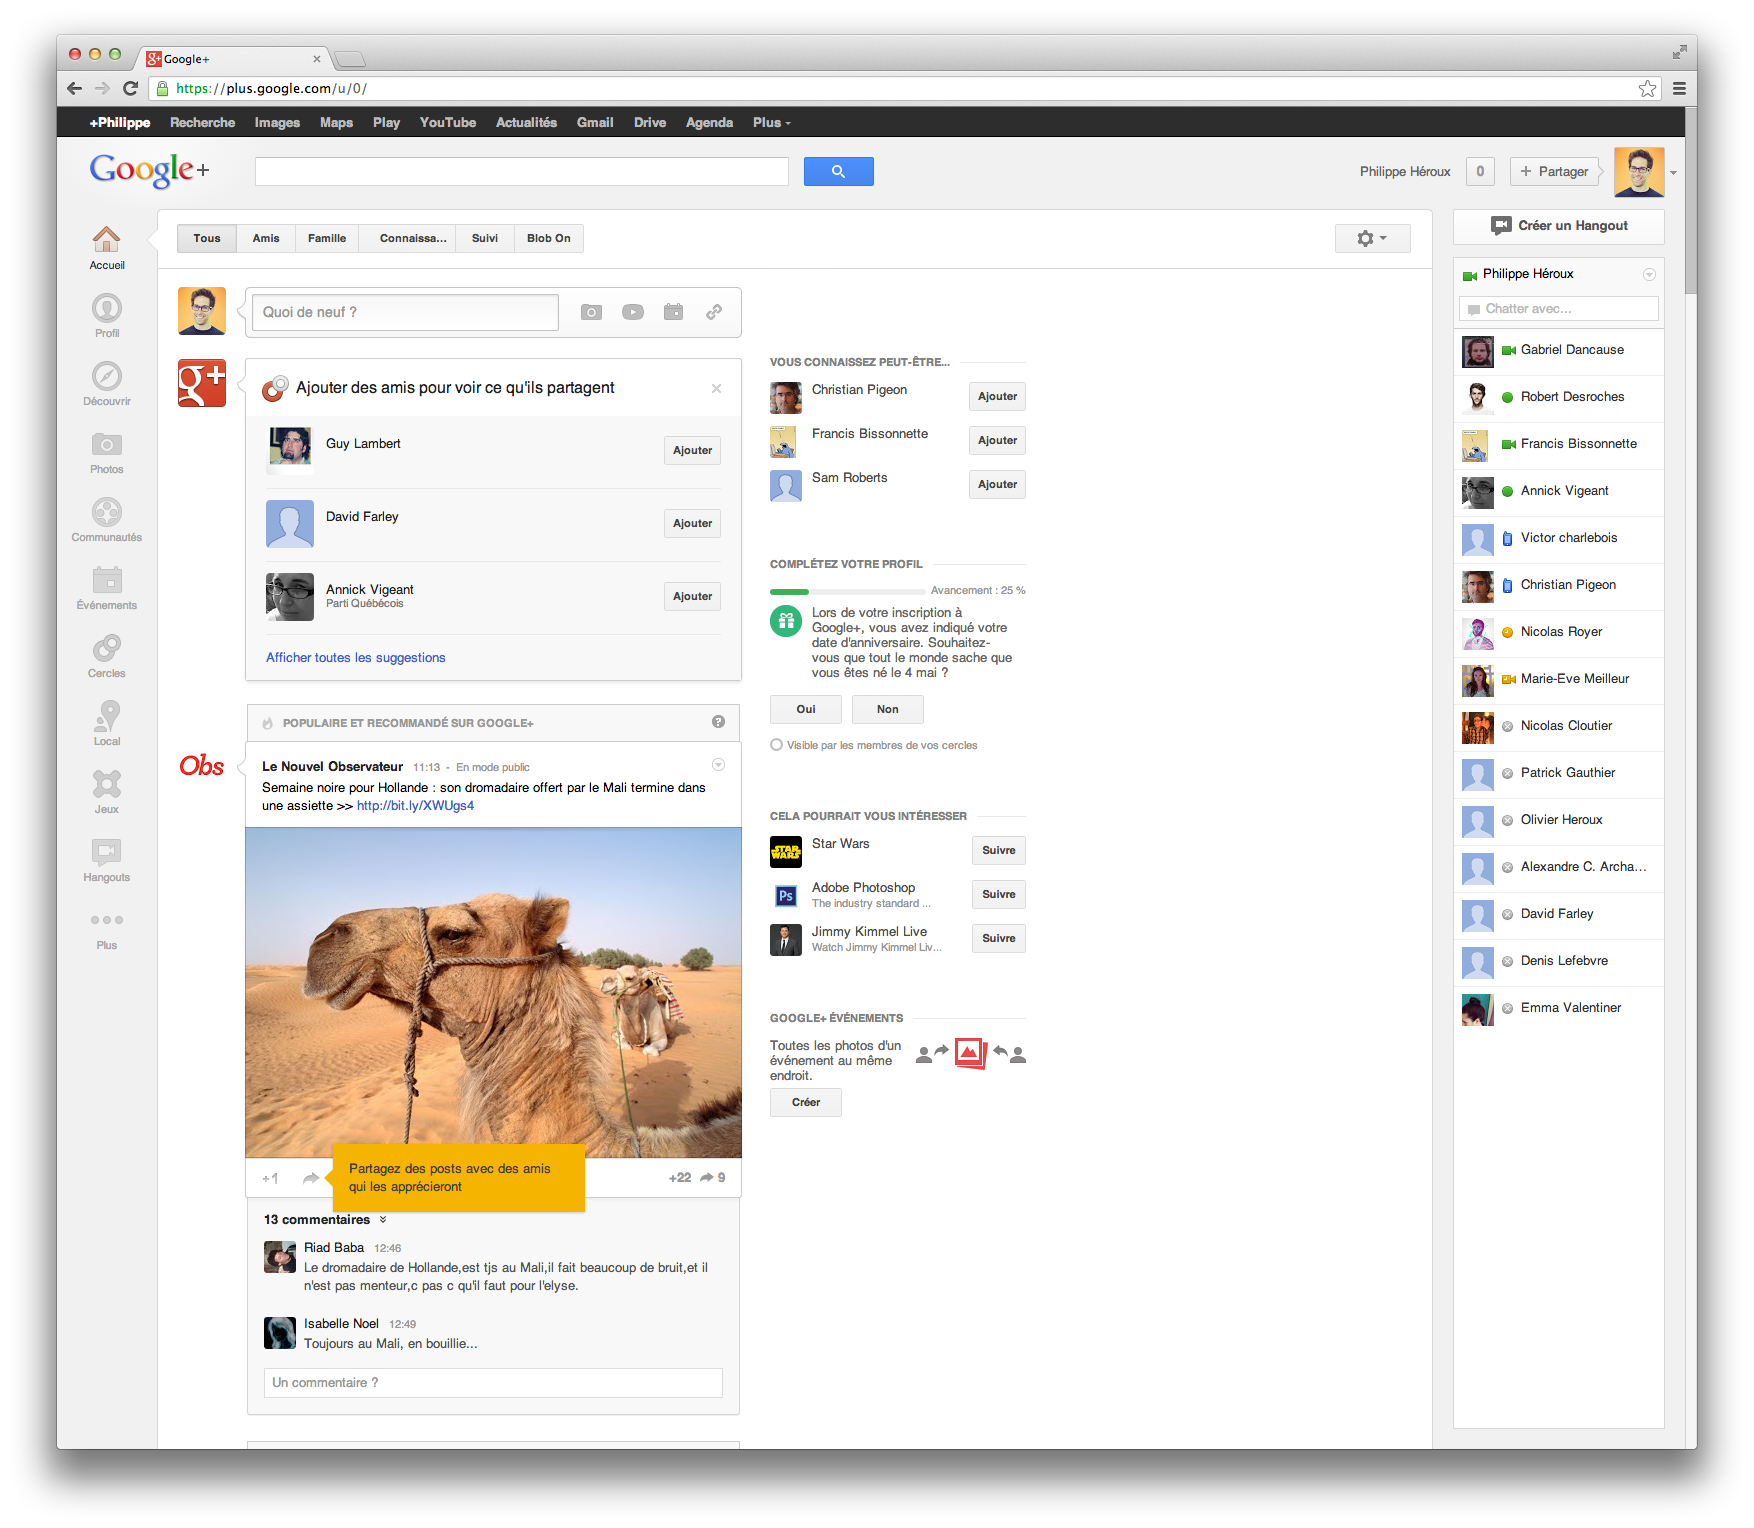 Google+
https://plus.google.com/u/0/
+Philippe Recherche Images Maps Play YouTube Actualités Gmail Drive Agenda Plus
Google+
Philippe Héroux 0 + Partager
Accueil
Profil
Découvrir
Photos
Communautés
Événements
Cercles
Local
Jeux
Hangouts
Plus
Tous Amis Famille Connaissa... Suivi Blob On
Quoi de neuf ?
g+
Ajouter des amis pour voir ce qu'ils partagent
Guy Lambert Ajouter
David Farley Ajouter
Annick Vigeant Ajouter
Parti Québécois
Afficher toutes les suggestions
POPULAIRE ET RECOMMANDÉ SUR GOOGLE+ ?
Obs
Le Nouvel Observateur 11:13 - En mode public
Semaine noire pour Hollande : son dromadaire offert par le Mali termine dans
une assiette >> http://bit.ly/XWUgs4
+1
Partagez des posts avec des amis
qui les apprécieront
+22 9
13 commentaires
Riad Baba 12:46
Le dromadaire de Hollande,est tjs au Mali,il fait beaucoup de bruit,et il
n'est pas menteur,c pas c qu'il faut pour l'elyse.
Isabelle Noel 12:49
Toujours au Mali, en bouillie...
Un commentaire ?
VOUS CONNAISSEZ PEUT-ÊTRE...
Christian Pigeon Ajouter
Francis Bissonnette Ajouter
Sam Roberts Ajouter
COMPLÉTEZ VOTRE PROFIL
Avancement : 25 %
Lors de votre inscription à
Google+, vous avez indiqué votre
date d'anniversaire. Souhaitez-
vous que tout le monde sache que
vous êtes né le 4 mai ?
Oui Non
Visible par les membres de vos cercles
CELA POURRAIT VOUS INTÉRESSER
STAR WARS
Star Wars Suivre
Ps
Adobe Photoshop Suivre
The industry standard ...
Jimmy Kimmel Live Suivre
Watch Jimmy Kimmel Liv...
GOOGLE+ ÉVÉNEMENTS
Toutes les photos d'un
événement au même
endroit.
Créer
Créer un Hangout
Philippe Héroux
Chatter avec...
Gabriel Dancause
Robert Desroches
Francis Bissonnette
Annick Vigeant
Victor charlebois
Christian Pigeon
Nicolas Royer
Marie-Eve Meilleur
Nicolas Cloutier
Patrick Gauthier
Olivier Heroux
Alexandre C. Archa...
David Farley
Denis Lefebvre
Emma Valentiner